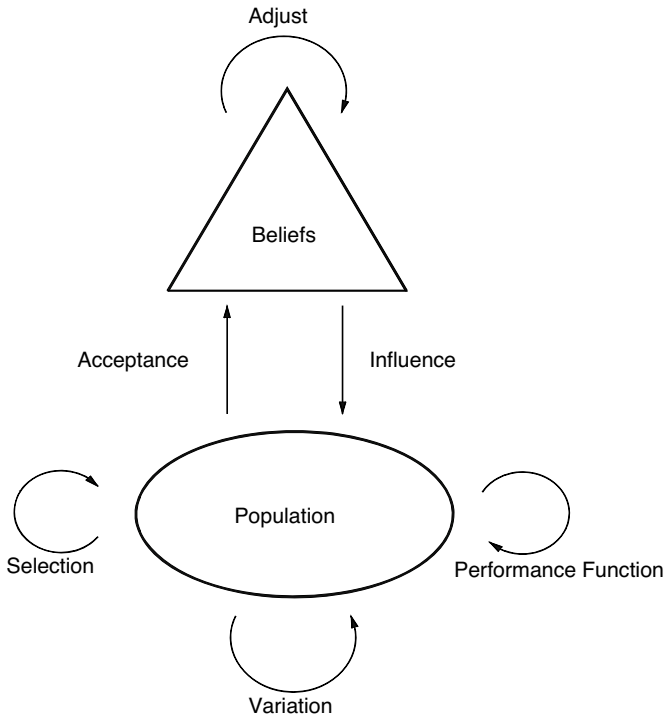 Adjust
Beliefs
Acceptance
Influence
Population
Selection
Performance Function
Variation